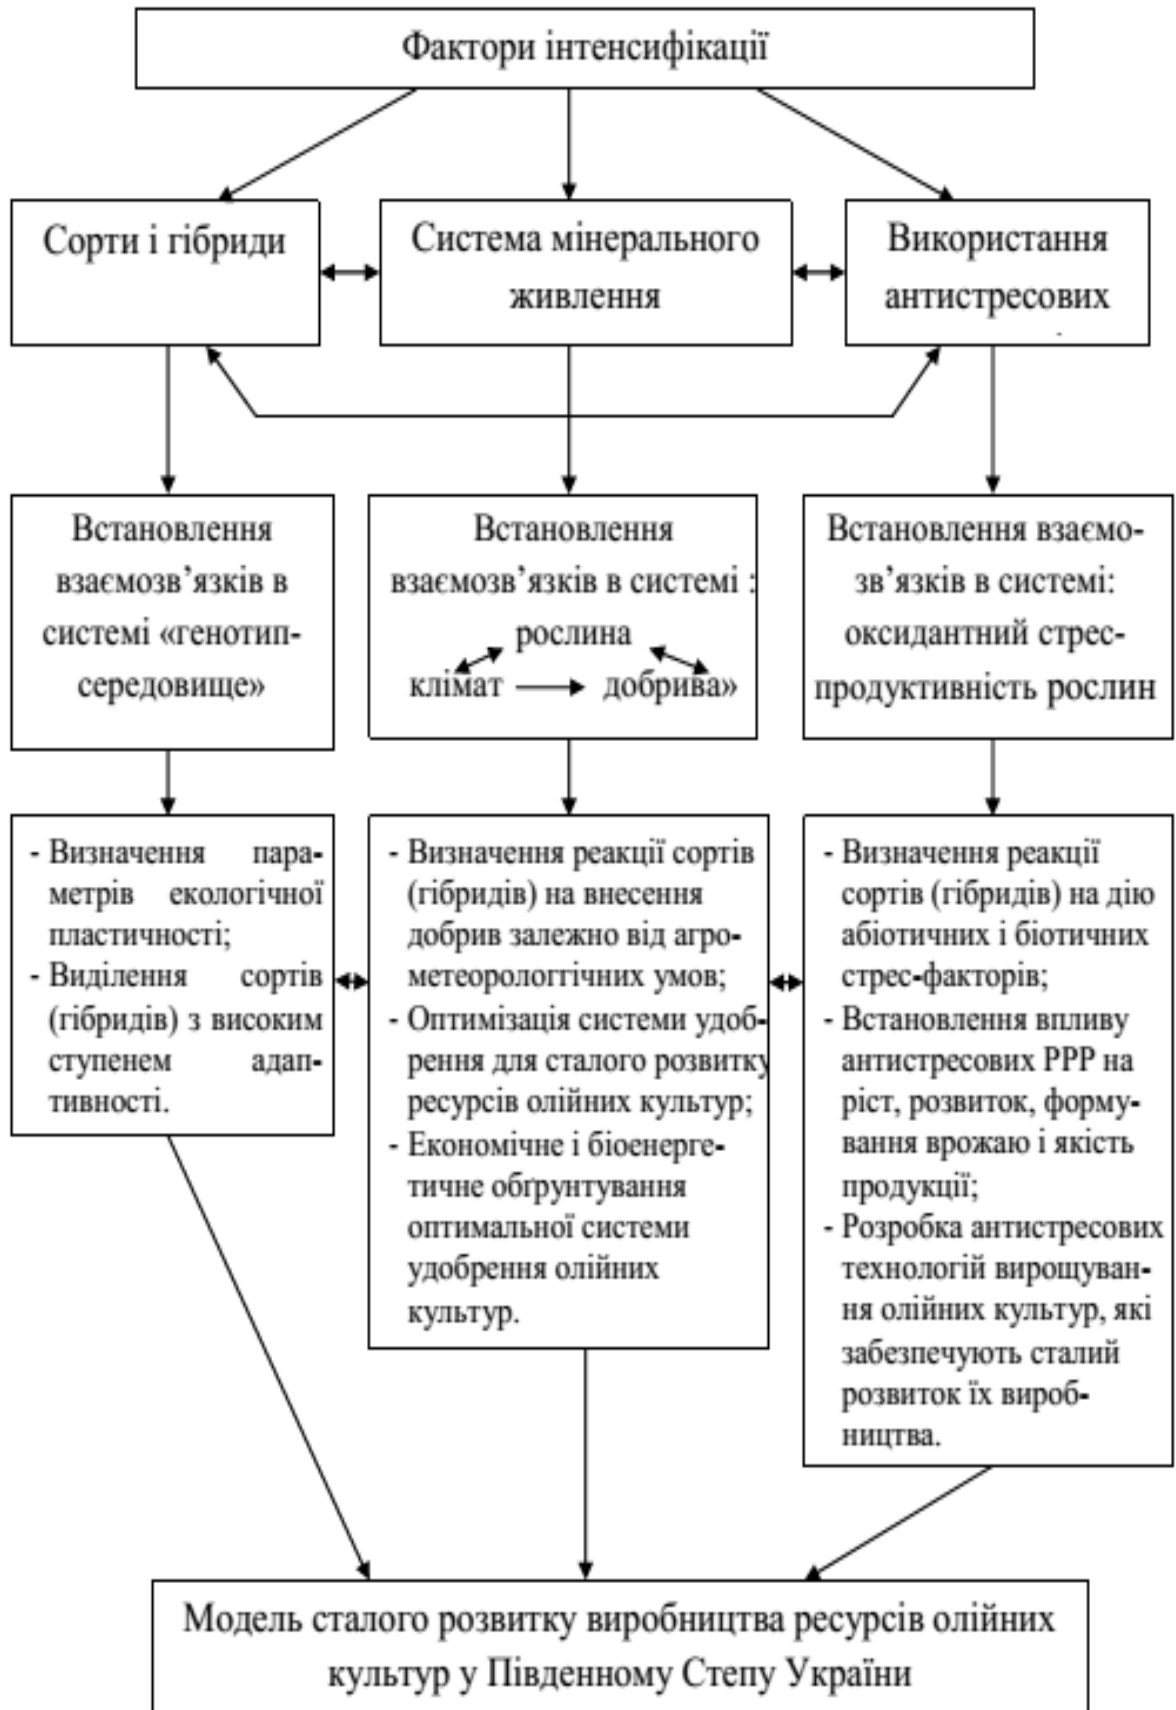 Фактори інтенсифікації
Сорти і гібриди
Система мінерального
живлення
Використання
антистресових
Встановлення
взаємозв’язків в
системі «генотип-
середовище»
Встановлення
взаємозв’язків в системі :
рослина
клімат
добрива»
Встановлення взаємо-
зв’язків в системі:
оксидантний стрес-
продуктивність рослин
- Визначення пара-
метрів екологічної
пластичності;
- Виділення сортів
(гібридів) з високим
ступенем адап-
тивності.
- Визначення реакції сортів
(гібридів) на внесення
добрив залежно від агро-
метеорологгічних умов;
- Оптимізація системи удоб-
рення для сталого розвитку
ресурсів олійних культур;
- Економічне і біоенерге-
тичне обґрунтування
оптимальної системи
удобрення олійних
культур.
- Визначення реакції
сортів (гібридів) на дію
абіотичних і біотичних
стрес-факторів;
- Встановлення впливу
антистресових РРР на
ріст, розвиток, форму-
вання врожаю і якість
продукції;
- Розробка антистресових
технологій вирощуван-
ня олійних культур, які
забезпечують сталий
розвиток їх вироб-
ництва.
Модель сталого розвитку виробництва ресурсів олійних
культур у Південному Степу України